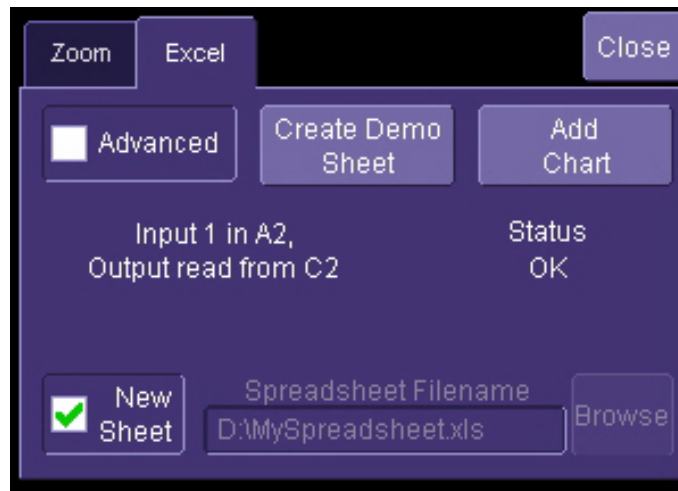 Zoom Excel Close
Advanced
Create Demo
Sheet
Add
Chart
Input 1 in A2,
Output read from C2
Status
OK
New
Sheet
Spreadsheet Filename
D:\MySpreadsheet.xls
Browse